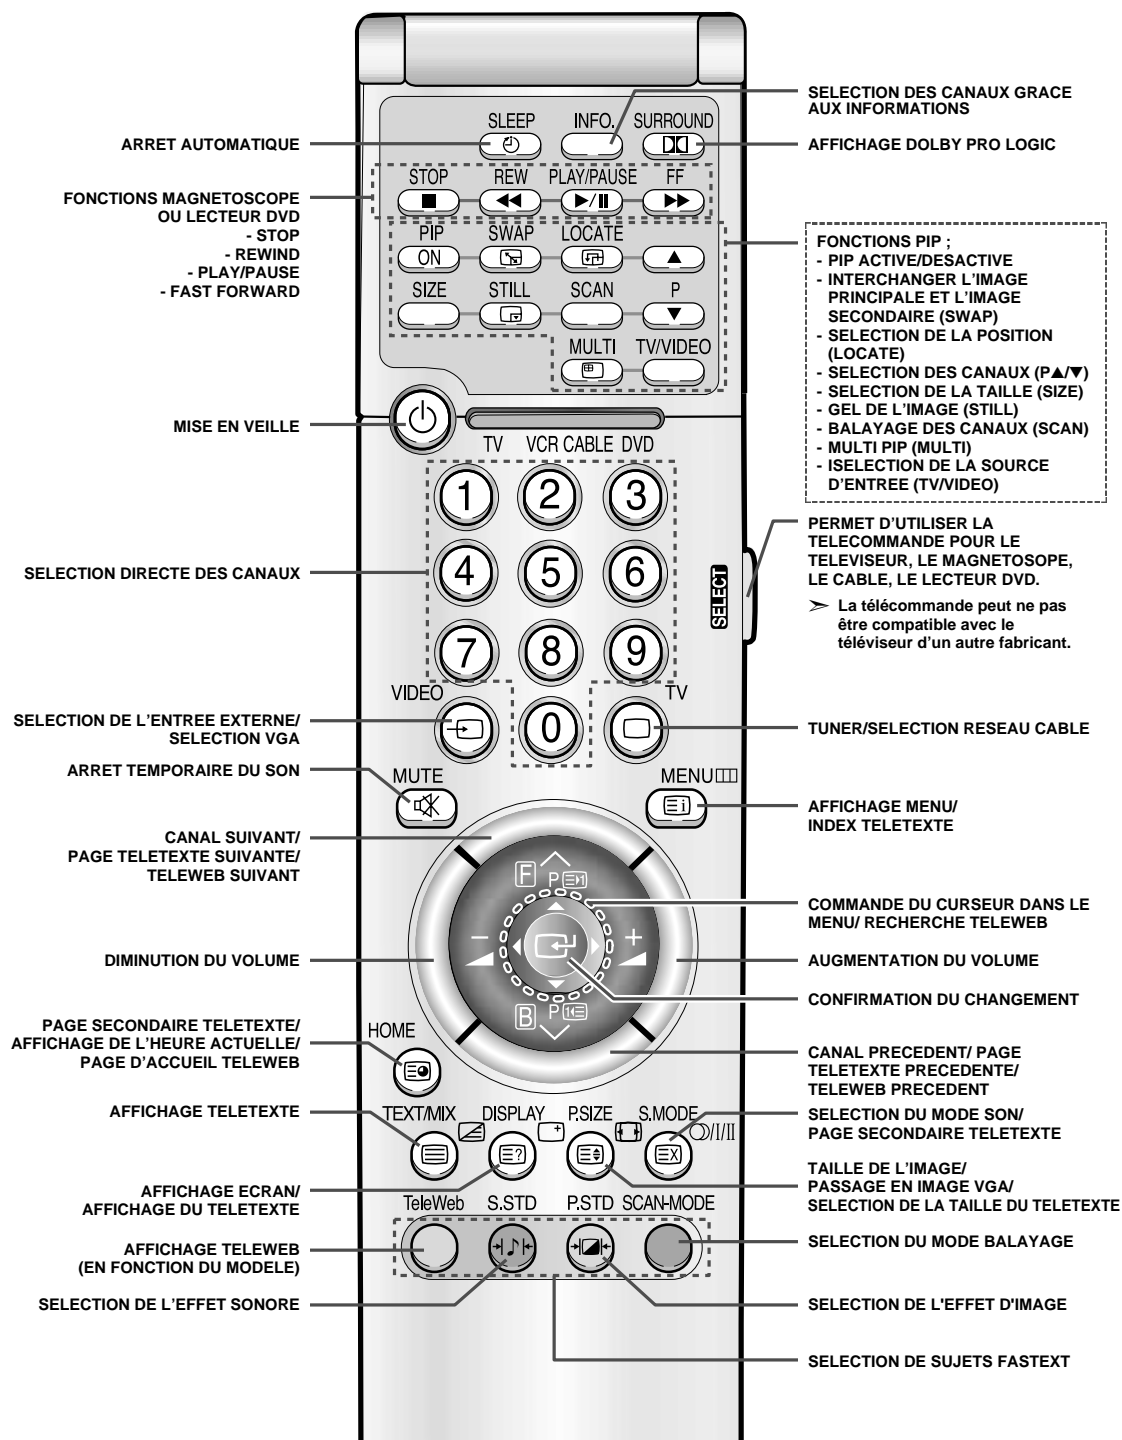 SELECTION DES CANAUX GRACE
AUX INFORMATIONS
SLEEP INFO. SURROUND
ARRET AUTOMATIQUE
AFFICHAGE DOLBY PRO LOGIC
STOP REW PLAY/PAUSE FF
FONCTIONS MAGNETOSCOPE
OU LECTEUR DVD
- STOP
- REWIND
- PLAY/PAUSE
- FAST FORWARD
PIP SWAP LOCATE
ON
SIZE STILL SCAN P
MULTI TV/VIDEO
FONCTIONS PIP ;
- PIP ACTIVE/DESACTIVE
- INTERCHANGER L'IMAGE
PRINCIPALE ET L'IMAGE
SECONDAIRE (SWAP)
- SELECTION DE LA POSITION
(LOCATE)
- SELECTION DES CANAUX (P▲/▼)
- SELECTION DE LA TAILLE (SIZE)
- GEL DE L'IMAGE (STILL)
- BALAYAGE DES CANAUX (SCAN)
- MULTI PIP (MULTI)
- ISELECTION DE LA SOURCE
D'ENTREE (TV/VIDEO)
MISE EN VEILLE
TV VCR CABLE DVD
1 2 3
PERMET D'UTILISER LA
TELECOMMANDE POUR LE
TELEVISEUR, LE MAGNETOSOPE,
LE CABLE, LE LECTEUR DVD.
➢ La télécommande peut ne pas
être compatible avec le
téléviseur d'un autre fabricant.
SELECTION DIRECTE DES CANAUX
4 5 6
SELECT
7 8 9
VIDEO TV
0
SELECTION DE L'ENTREE EXTERNE/
SELECTION VGA
TUNER/SELECTION RESEAU CABLE
ARRET TEMPORAIRE DU SON
MUTE MENU
i
AFFICHAGE MENU/
INDEX TELETEXTE
CANAL SUIVANT/
PAGE TELETEXTE SUIVANTE/
TELEWEB SUIVANT
F P 1
COMMANDE DU CURSEUR DANS LE
MENU/ RECHERCHE TELEWEB
- +
DIMINUTION DU VOLUME
AUGMENTATION DU VOLUME
CONFIRMATION DU CHANGEMENT
B P 1
PAGE SECONDAIRE TELETEXTE/
AFFICHAGE DE L'HEURE ACTUELLE/
PAGE D'ACCUEIL TELEWEB
HOME
CANAL PRECEDENT/ PAGE
TELETEXTE PRECEDENTE/
TELEWEB PRECEDENT
AFFICHAGE TELETEXTE
TEXT/MIX DISPLAY P.SIZE S.MODE
? X I/II
SELECTION DU MODE SON/
PAGE SECONDAIRE TELETEXTE
AFFICHAGE ECRAN/
AFFICHAGE DU TELETEXTE
TAILLE DE L'IMAGE/
PASSAGE EN IMAGE VGA/
SELECTION DE LA TAILLE DU TELETEXTE
TeleWeb S.STD P.STD SCAN-MODE
AFFICHAGE TELEWEB
(EN FONCTION DU MODELE)
SELECTION DU MODE BALAYAGE
SELECTION DE L'EFFET SONORE
SELECTION DE L'EFFET D'IMAGE
SELECTION DE SUJETS FASTEXT